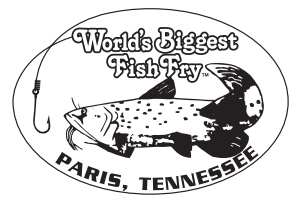 World's Biggest
Fish Fry™
PARIS, TENNESSEE